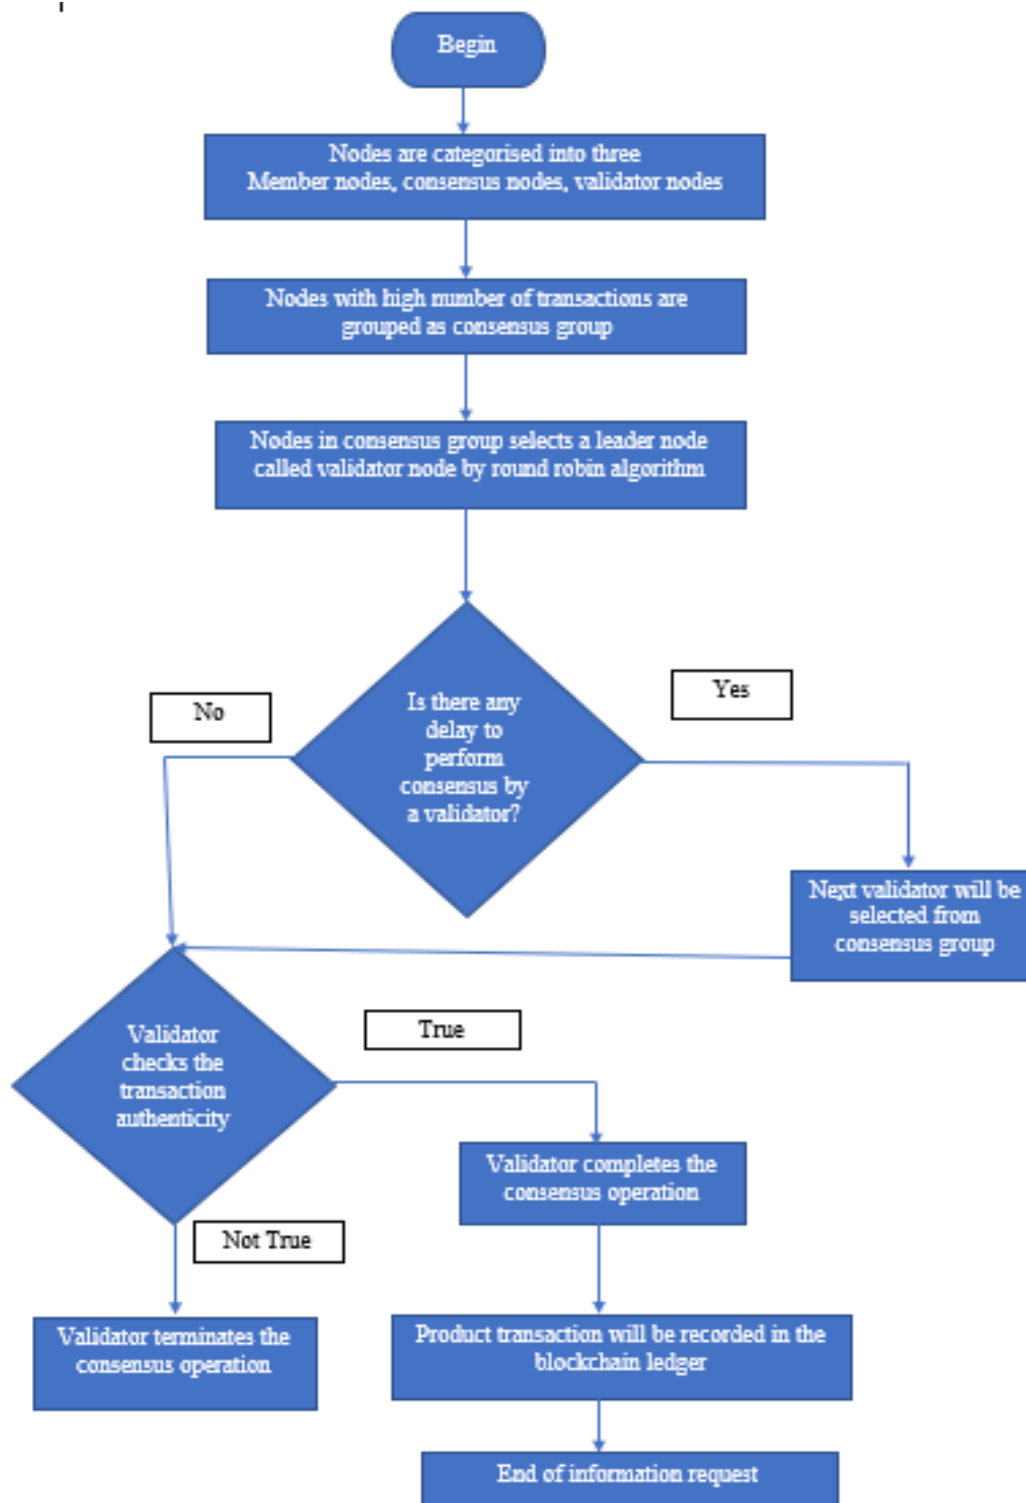 Begin
Nodes are categorised into three
Member nodes, consensus nodes, validator nodes
Nodes with high number of transactions are
grouped as consensus group
Nodes in consensus group selects a leader node
called validator node by round robin algorithm
Is there any
delay to
perform
consensus by
a validator?
No
Yes
Next validator will be
selected from
consensus group
Validator
checks the
transaction
authenticity
True
Validator completes the
consensus operation
Not True
Validator terminates the
consensus operation
Product transaction will be recorded in the
blockchain ledger
End of information request